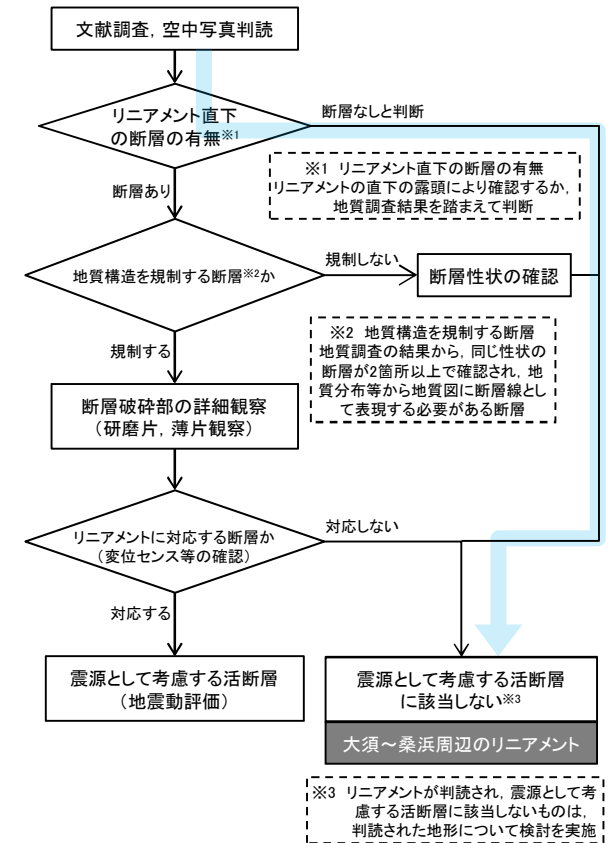 文献調査，空中写真判読
リニアメント直下
の断層の有無※1
断層なしと判断
※1 リニアメント直下の断層の有無
リニアメントの直下の露頭により確認するか，
地質調査結果を踏まえて判断
断層あり
地質構造を規制する断層※2か
規制しない
断層性状の確認
※2 地質構造を規制する断層
地質調査の結果から，同じ性状の
断層が2箇所以上で確認され，地
質分布等から地質図に断層線とし
て表現する必要がある断層
規制する
断層破砕部の詳細観察
（研磨片，薄片観察）
リニアメントに対応する断層か
（変位センス等の確認）
対応しない
対応する
震源として考慮する活断層
（地震動評価）
震源として考慮する活断層
に該当しない※3
大須～桑浜周辺のリニアメント
※3 リニアメントが判読され，震源として考
慮する活断層に該当しないものは，
判読された地形について検討を実施